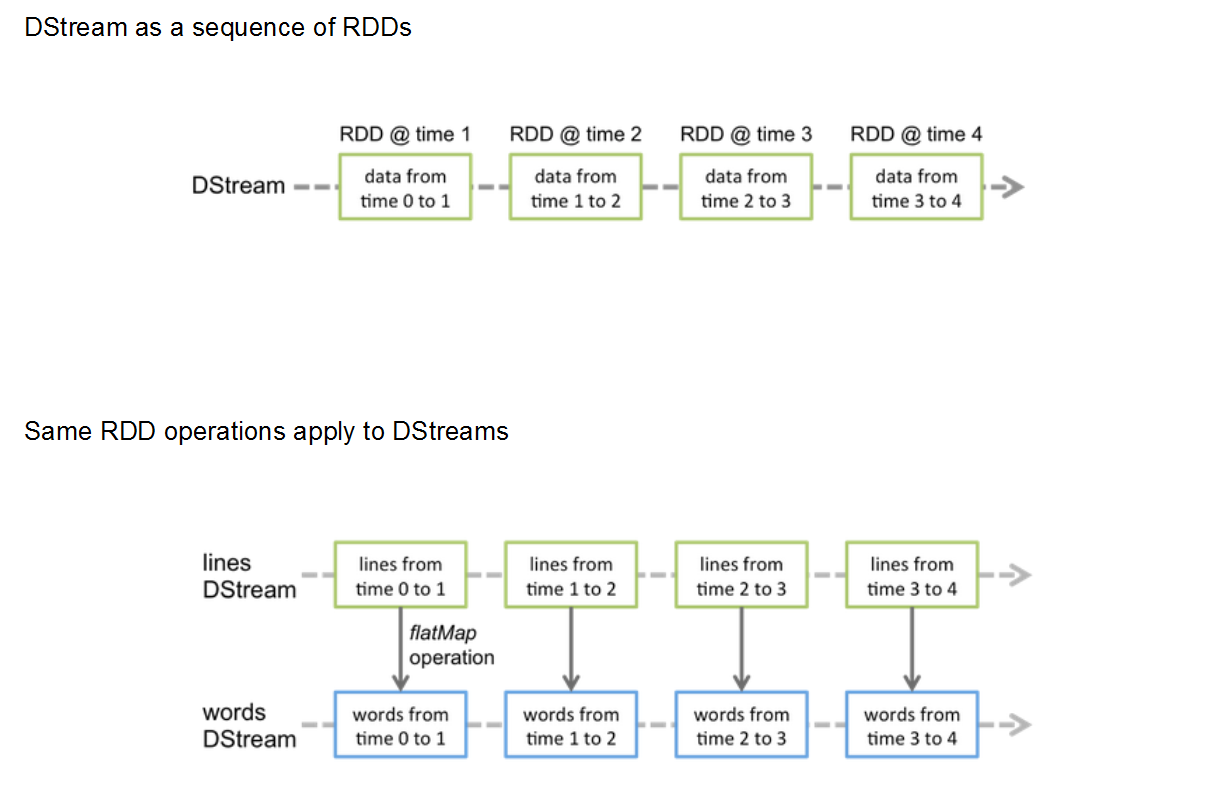 DStream as a sequence of RDDs
RDD @ time 1
RDD @ time 2
RDD @ time 3
RDD @ time 4
DStream
data from
time 0 to 1
data from
time 1 to 2
data from
time 2 to 3
data from
time 3 to 4
Same RDD operations apply to DStreams
lines
DStream
lines from
time 0 to 1
lines from
time 1 to 2
lines from
time 2 to 3
lines from
time 3 to 4
flatMap
operation
words
DStream
words from
time 0 to 1
words from
time 1 to 2
words from
time 2 to 3
words from
time 3 to 4